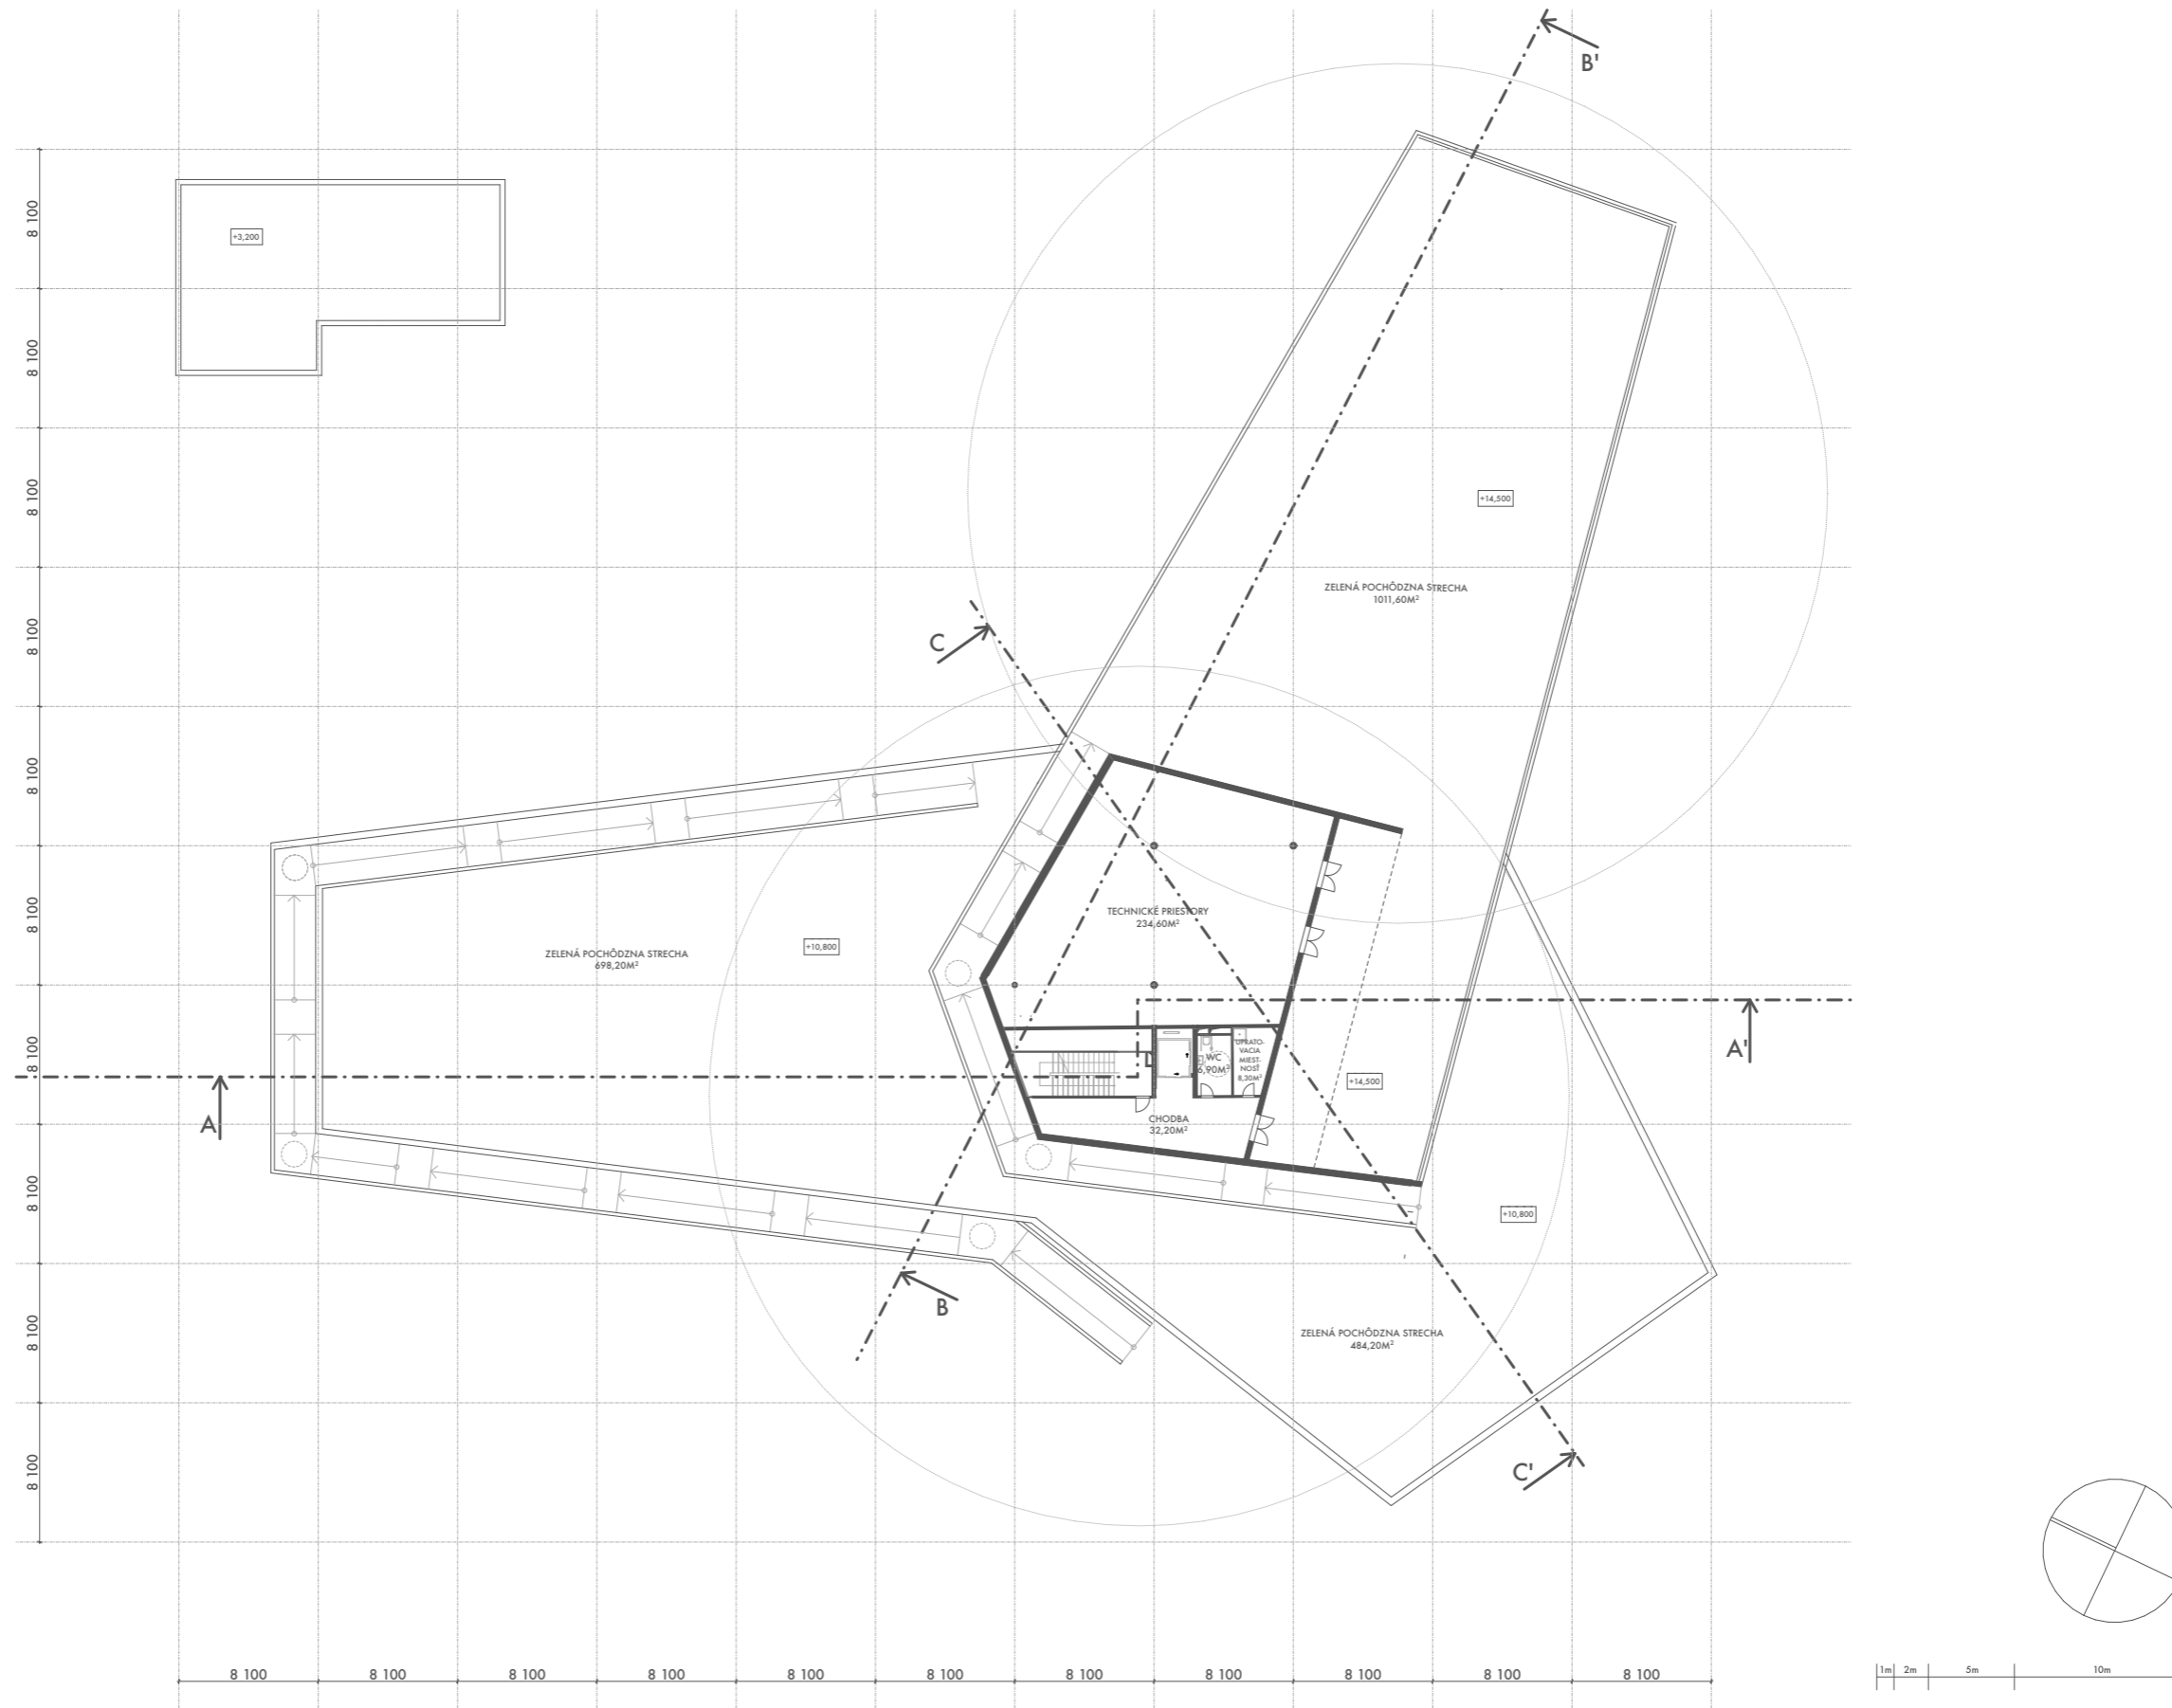 B'
8 100
+3,200
8 100
8 100
+14,500
ZELENÁ POCHÔDZNA STRECHA
1011,60M²
8 100
C
8 100
8 100
TECHNICKÉ PRIESTORY
234,60M²
ZELENÁ POCHÔDZNA STRECHA
698,20M²
+10,800
8 100
UPRATO-
VACIA
MIEST-
NOSŤ
8,30M²
WC
6,90M²
A'
+14,500
A
CHODBA
32,20M²
8 100
+10,800
B
8 100
ZELENÁ POCHÔDZNA STRECHA
484,20M²
8 100
C'
8 100
8 100
8 100
8 100
8 100
8 100
8 100
8 100
8 100
8 100
8 100
1m
2m
5m
10m